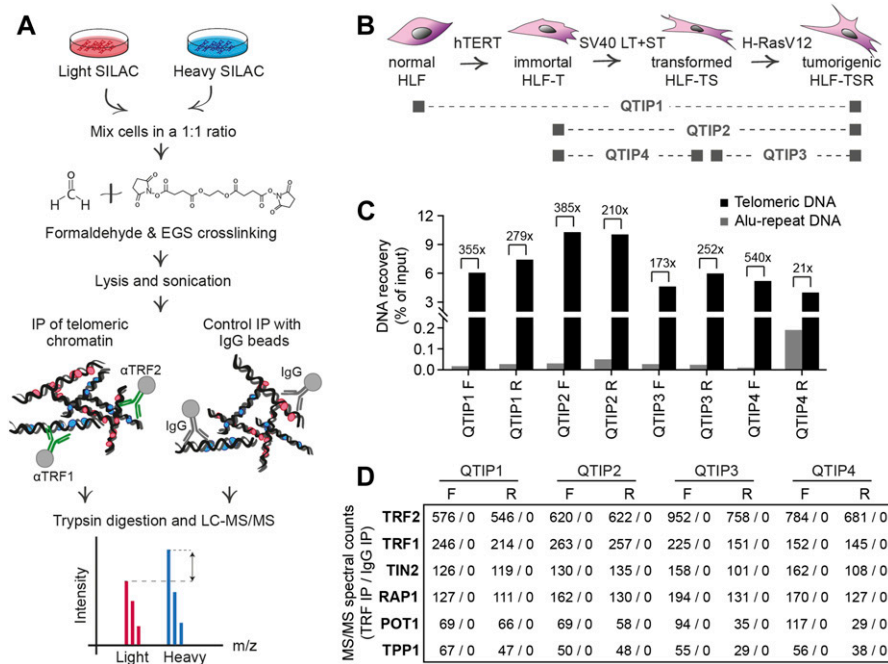 A
Light SILAC
Heavy SILAC
Mix cells in a 1:1 ratio
O
H
C
H
+
O
N
O
O
O
O
O
O
O
O
N
O
Formaldehyde & EGS crosslinking
Lysis and sonication
IP of telomeric
chromatin
Control IP with
IgG beads
αTRF2
αTRF1
IgG
IgG
Trypsin digestion and LC-MS/MS
Intensity
m/z
Light
Heavy
B
hTERT
SV40 LT+ST
H-RasV12
normal
HLF
immortal
HLF-T
transformed
HLF-TS
tumorigenic
HLF-TSR
QTIP1
QTIP2
QTIP4
QTIP3
C
Telomeric DNA
Alu-repeat DNA
DNA recovery
(% of input)
12
9
6
3
0.2
0.1
0.0
355x
279x
385x
210x
173x
252x
540x
21x
QTIP1 F
QTIP1 R
QTIP2 F
QTIP2 R
QTIP3 F
QTIP3 R
QTIP4 F
QTIP4 R
D
QTIP1 QTIP2 QTIP3 QTIP4
F R F R F R F R
MS/MS spectral counts
(TRF IP / IgG IP)
TRF2 576 / 0 546 / 0 620 / 0 622 / 0 952 / 0 758 / 0 784 / 0 681 / 0
TRF1 246 / 0 214 / 0 263 / 0 257 / 0 225 / 0 151 / 0 152 / 0 145 / 0
TIN2 126 / 0 119 / 0 130 / 0 135 / 0 158 / 0 101 / 0 162 / 0 108 / 0
RAP1 127 / 0 111 / 0 162 / 0 130 / 0 194 / 0 131 / 0 170 / 0 127 / 0
POT1 69 / 0 66 / 0 69 / 0 58 / 0 94 / 0 35 / 0 117 / 0 29 / 0
TPP1 67 / 0 47 / 0 50 / 0 48 / 0 55 / 0 29 / 0 56 / 0 38 / 0